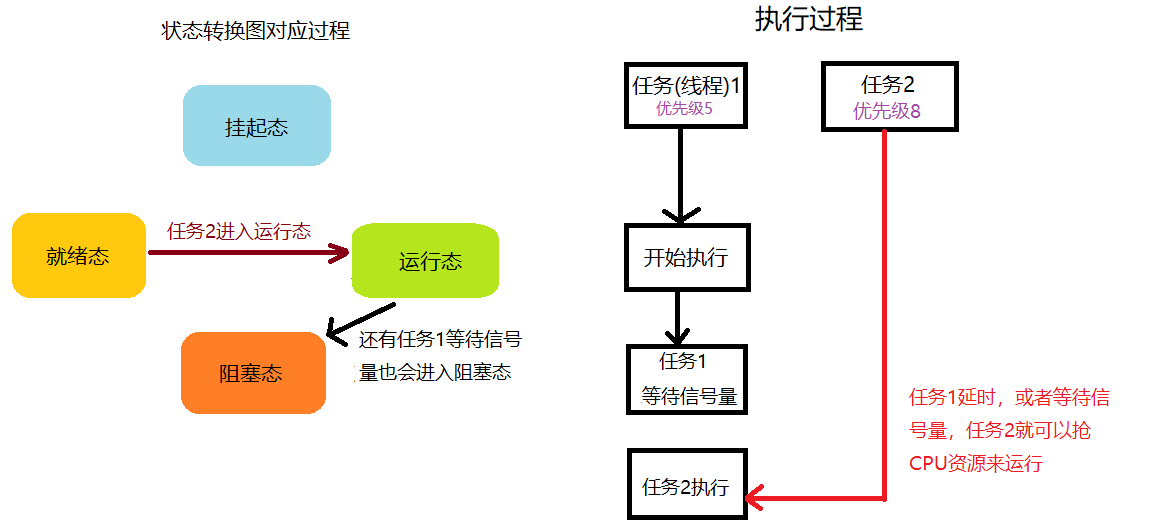 状态转换图对应过程
挂起态
就绪态
任务2进入运行态
运行态
还有任务1等待信号
量也会进入阻塞态
阻塞态
执行过程
任务(线程)1
优先级5
任务2
优先级8
开始执行
任务1
等待信号量
任务2执行
任务1延时，或者等待信
号量，任务2就可以抢
CPU资源来运行